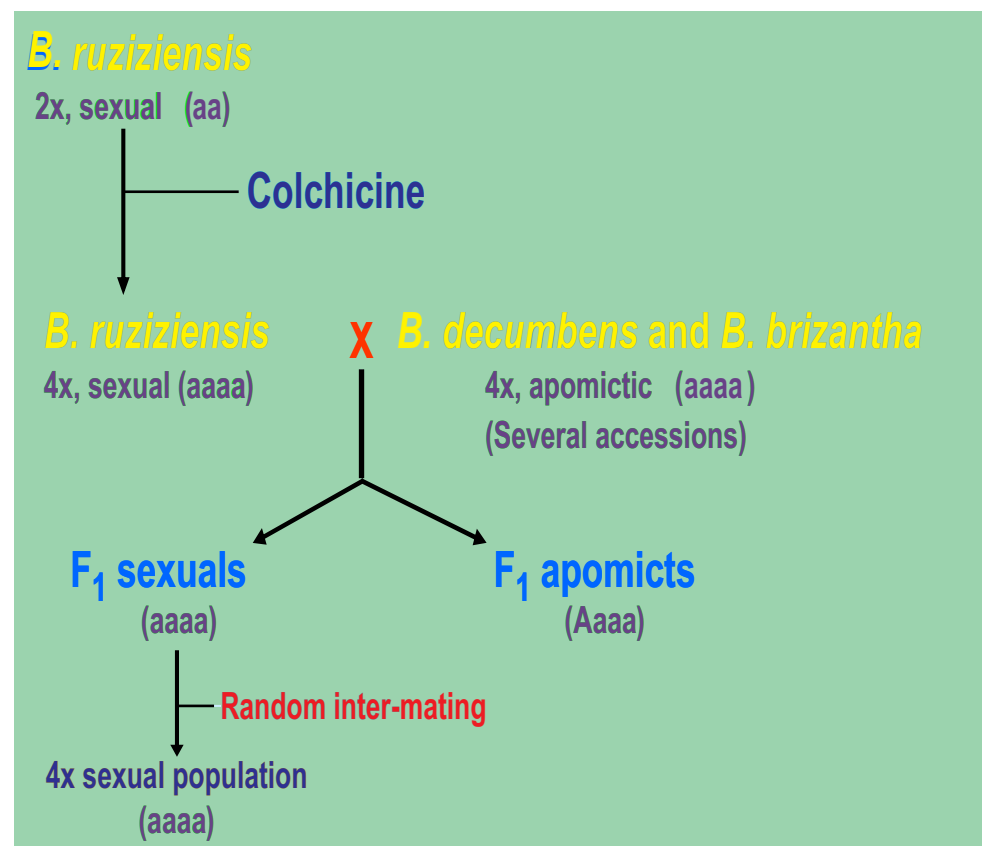 B. ruziziensis
2x, sexual (aa)
Colchicine
B. ruziziensis x B. decumbens and B. brizantha
4x, sexual (aaaa) 4x, apomictic (aaaa)
(Several accessions)
F1 sexuals F1 apomicts
(aaaa) (Aaaa)
Random inter-mating
4x sexual population
(aaaa)